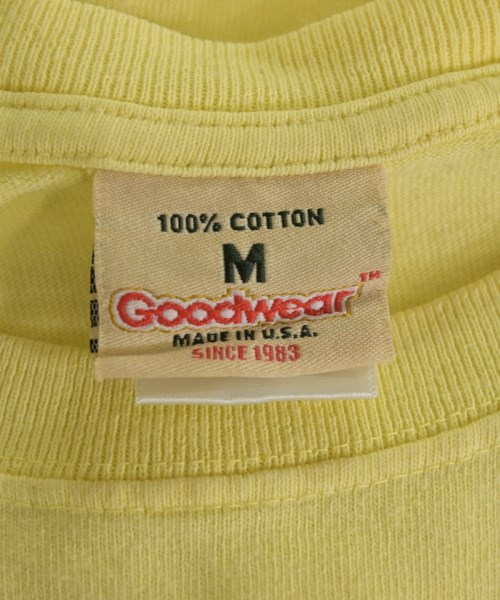 100% COTTON
M
Goodwear™
MADE IN U.S.A.
SINCE 1983